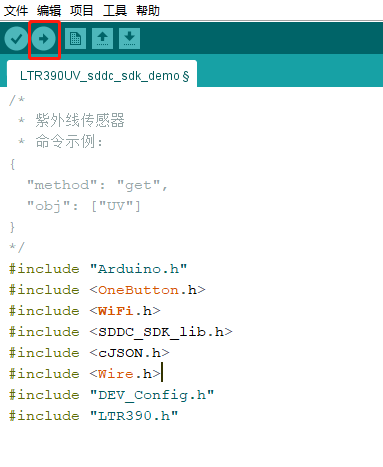 文件 编辑 项目 工具 帮助
LTR390UV_sddc_sdk_demo §
/*
 * 紫外线传感器
 * 命令示例：
{
  "method": "get",
  "obj": ["UV"]
}
*/
#include "Arduino.h"
#include <OneButton.h>
#include <WiFi.h>
#include <SDDC_SDK_lib.h>
#include <cJSON.h>
#include <Wire.h>
#include "DEV_Config.h"
#include "LTR390.h"